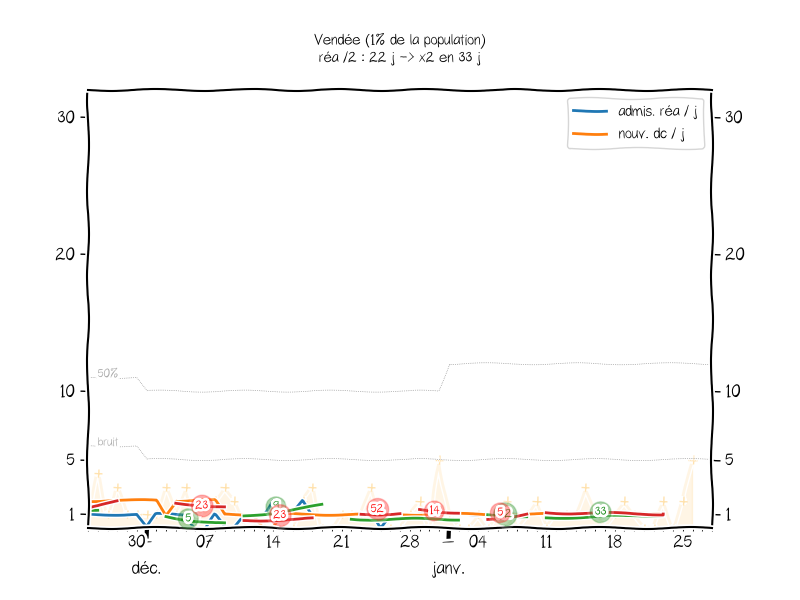 Vendée (1% de la population)
réa /2 : 22 j -> x2 en 33 j
admis. réa / j
nouv. dc / j
30 30
20 20
50%
10 10
bruit
5 5
1 1
23 5 23 52 14 52 33
30 07 14 21 28 04 11 18 25
déc. janv.